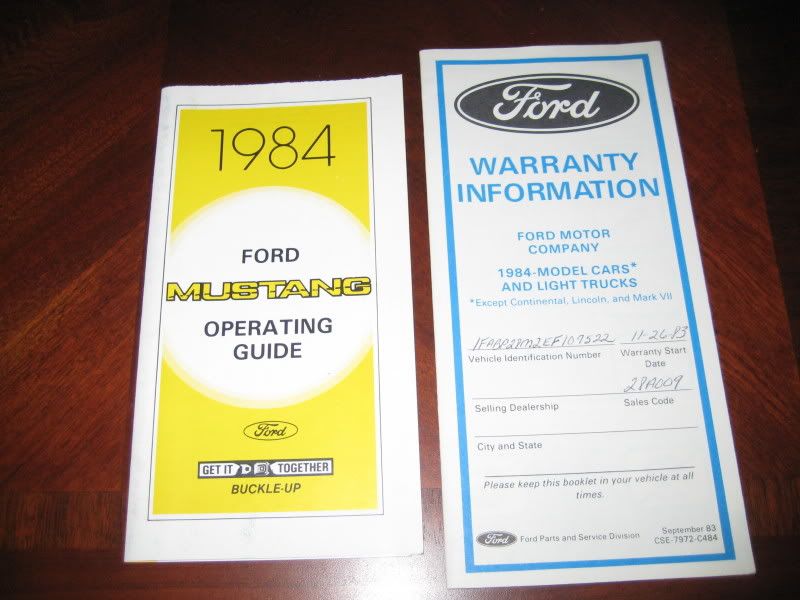 1984
FORD
MUSTANG
OPERATING
GUIDE
Ford
GET IT TOGETHER
BUCKLE-UP
Ford
WARRANTY
INFORMATION
FORD MOTOR
COMPANY
1984-MODEL CARS*
AND LIGHT TRUCKS
*Except Continental, Lincoln, and Mark VII
1FABP28M2EF107522 11-26-83
Vehicle Identification Number Warranty Start
Date
28A009
Selling Dealership Sales Code
City and State
Please keep this booklet in your vehicle at all
times.
Ford Ford Parts and Service Division September 83
CSE-7972-C484